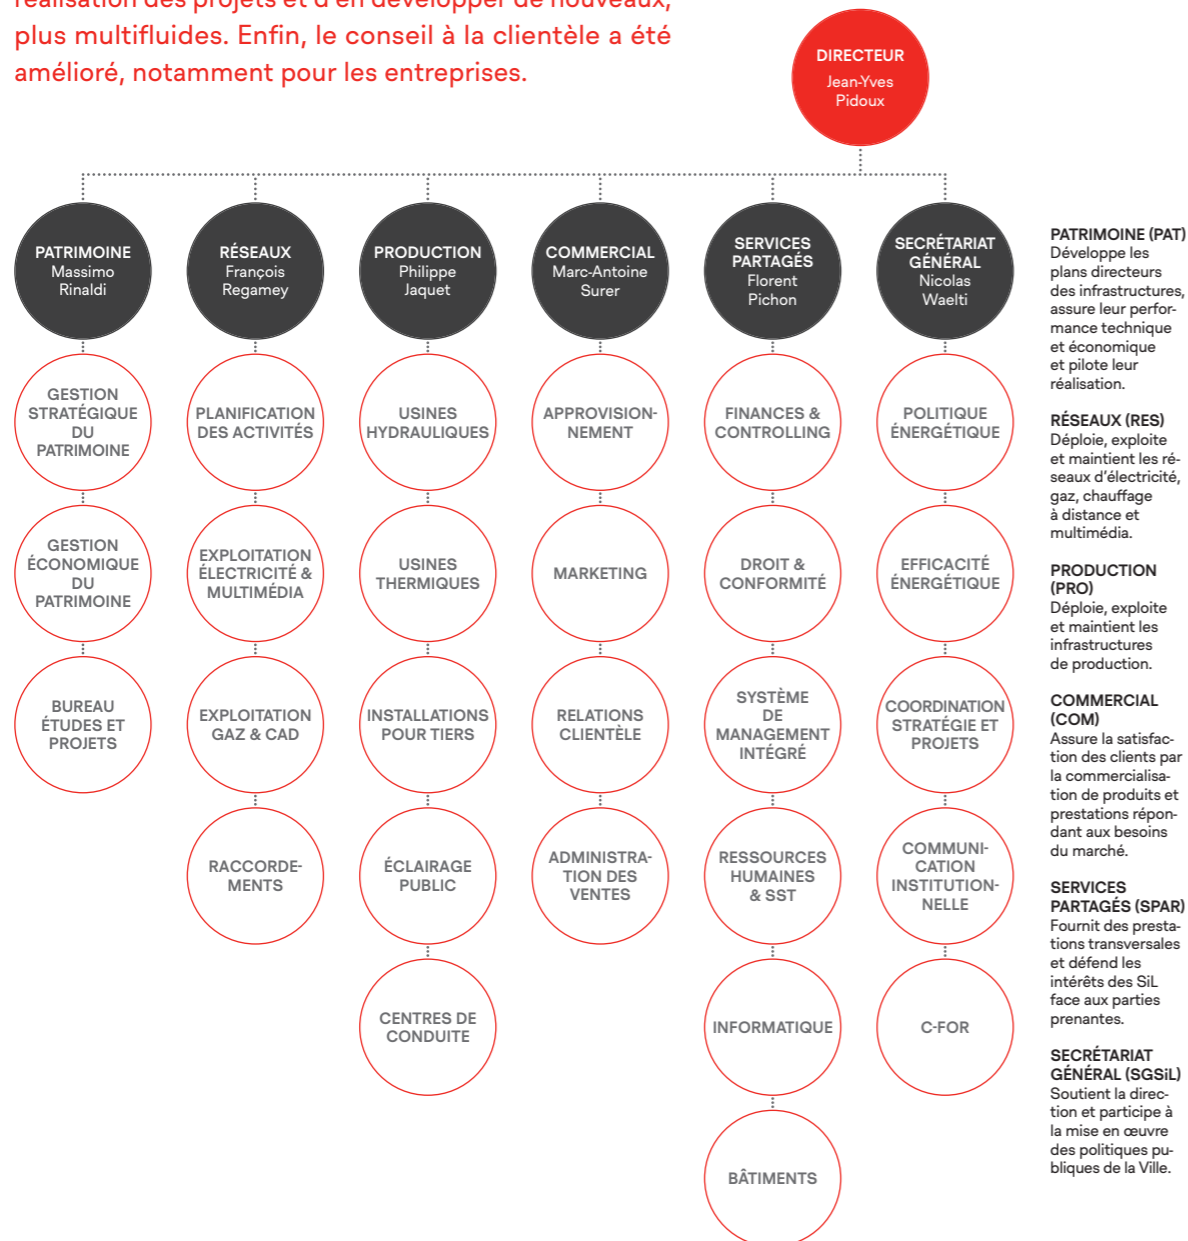 réalisation des projets et d'en développer de nouveaux,
plus multifluides. Enfin, le conseil à la clientèle a été
amélioré, notamment pour les entreprises.
DIRECTEUR
Jean-Yves
Pidoux
PATRIMOINE
Massimo
Rinaldi
RÉSEAUX
François
Regamey
PRODUCTION
Philippe
Jaquet
COMMERCIAL
Marc-Antoine
Surer
SERVICES
PARTAGÉS
Florent
Pichon
SECRÉTARIAT
GÉNÉRAL
Nicolas
Waelti
GESTION
STRATÉGIQUE
DU
PATRIMOINE
PLANIFICATION
DES ACTIVITÉS
USINES
HYDRAULIQUES
APPROVISION-
NEMENT
FINANCES &
CONTROLLING
POLITIQUE
ÉNERGÉTIQUE
GESTION
ÉCONOMIQUE
DU
PATRIMOINE
EXPLOITATION
ÉLECTRICITÉ &
MULTIMÉDIA
USINES
THERMIQUES
MARKETING
DROIT &
CONFORMITÉ
EFFICACITÉ
ÉNERGÉTIQUE
BUREAU
ÉTUDES ET
PROJETS
EXPLOITATION
GAZ & CAD
INSTALLATIONS
POUR TIERS
RELATIONS
CLIENTÈLE
SYSTÈME
DE
MANAGEMENT
INTÉGRÉ
COORDINATION
STRATÉGIE ET
PROJETS
RACCORDE-
MENTS
ÉCLAIRAGE
PUBLIC
ADMINISTRA-
TION DES
VENTES
RESSOURCES
HUMAINES
& SST
COMMUNI-
CATION
INSTITUTION-
NELLE
CENTRES DE
CONDUITE
INFORMATIQUE
C-FOR
BÂTIMENTS
PATRIMOINE (PAT)
Développe les
plans directeurs
des infrastructures,
assure leur perfor-
mance technique
et économique
et pilote leur
réalisation.
RÉSEAUX (RES)
Déploie, exploite
et maintient les ré-
seaux d'électricité,
gaz, chauffage
à distance et
multimédia.
PRODUCTION
(PRO)
Déploie, exploite
et maintient les
infrastructures
de production.
COMMERCIAL
(COM)
Assure la satisfac-
tion des clients par
la commercialisa-
tion de produits et
prestations répon-
dant aux besoins
du marché.
SERVICES
PARTAGÉS (SPAR)
Fournit des presta-
tions transversales
et défend les
intérêts des SiL
face aux parties
prenantes.
SECRÉTARIAT
GÉNÉRAL (SGSiL)
Soutient la direc-
tion et participe à
la mise en œuvre
des politiques pu-
bliques de la Ville.